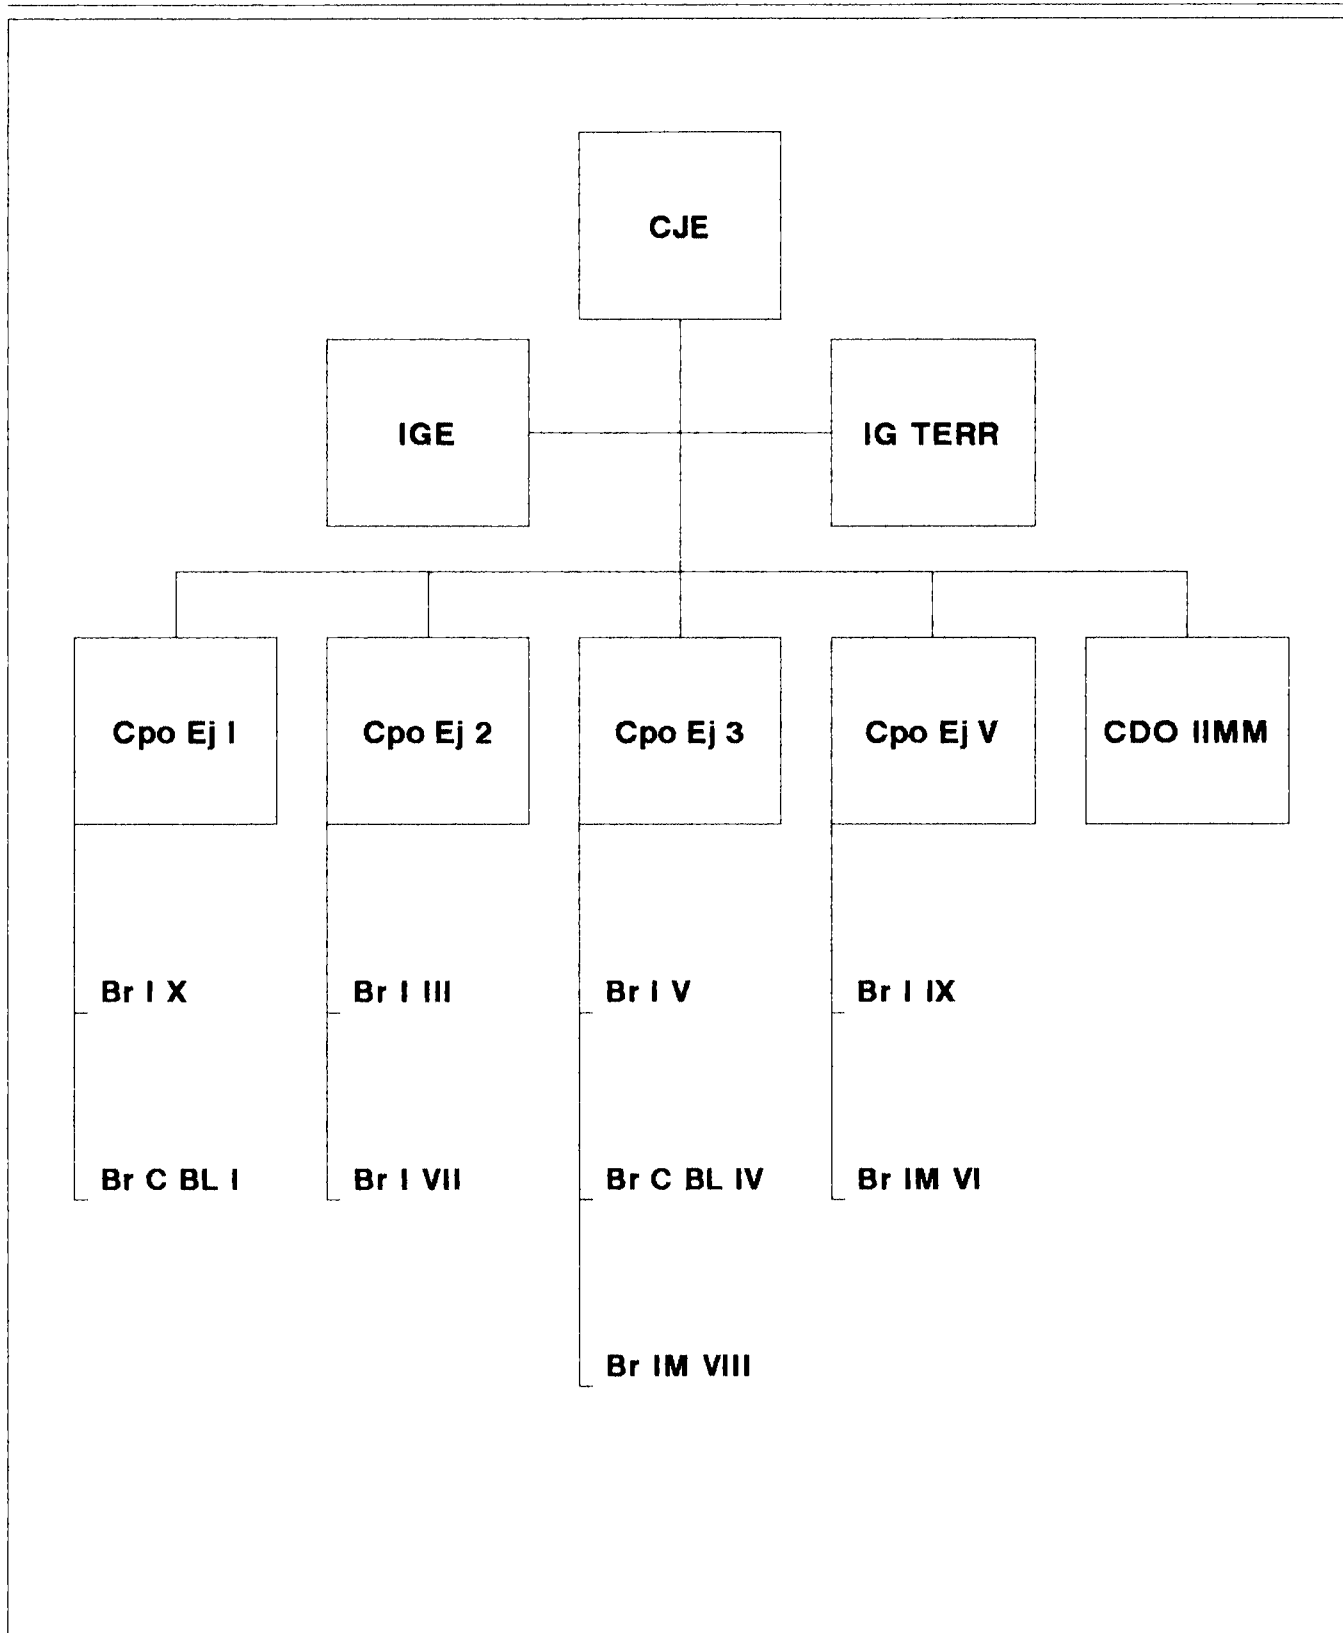 CJE
IGE
IG TERR
Cpo Ej I
Cpo Ej 2
Cpo Ej 3
Cpo Ej V
CDO IIMM
Br I X
Br I III
Br I V
Br I IX
Br C BL I
Br I VII
Br C BL IV
Br IM VI
Br IM VIII